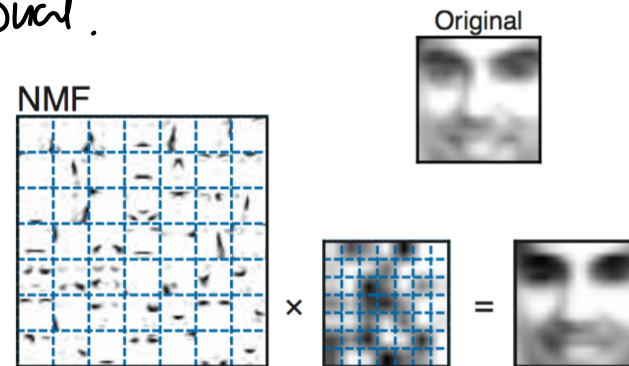 Original
NMF
× =